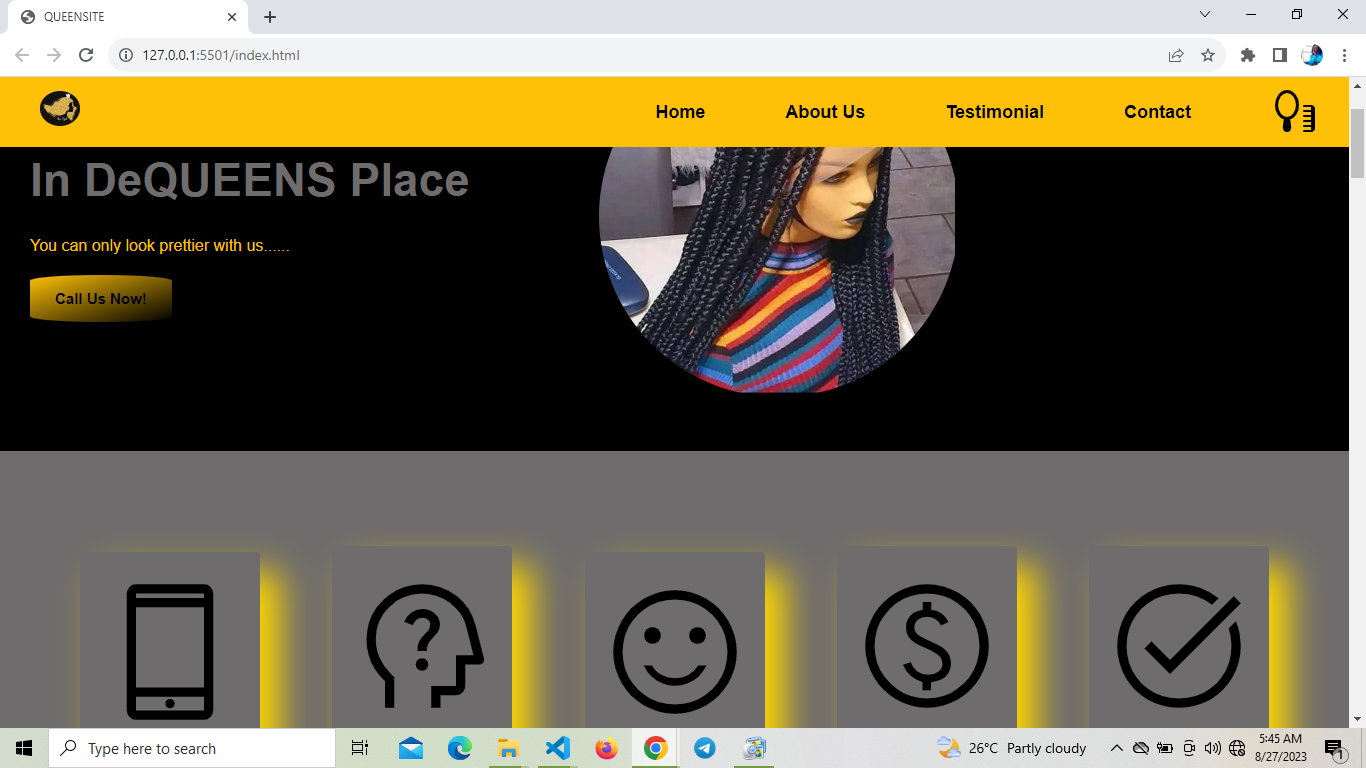 QUEENSITE
127.0.0.1:5501/index.html
Home About Us Testimonial Contact
In DeQUEENS Place
You can only look prettier with us......
Call Us Now!
?
$
Type here to search
26°C Partly cloudy
5:45 AM
8/27/2023
1